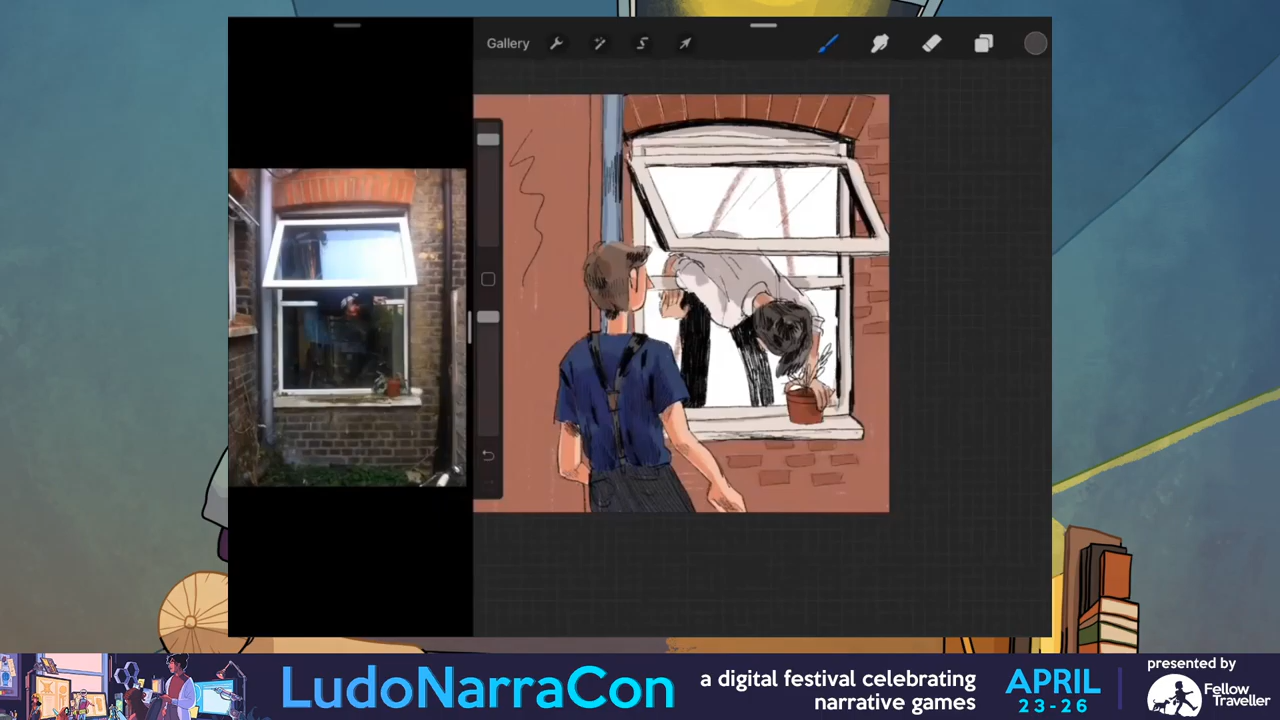 Gallery
LudoNarraCon
a digital festival celebrating
narrative games
APRIL
23-26
presented by
Fellow
Traveller